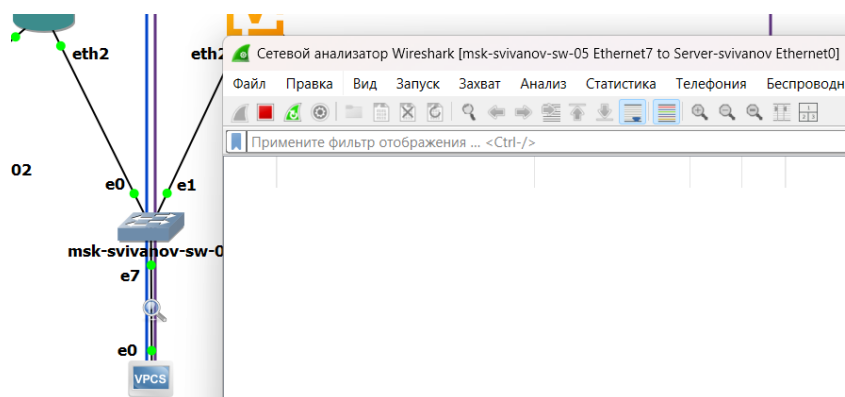 eth2
eth2
Сетевой анализатор Wireshark [msk-svivanov-sw-05 Ethernet7 to Server-svivanov Ethernet0]
Файл Правка Вид Запуск Захват Анализ Статистика Телефония Беспроводн
Примените фильтр отображения ... <Ctrl-/>
02
e0
e1
msk-svivanov-sw-0
e7
e0
VPCS